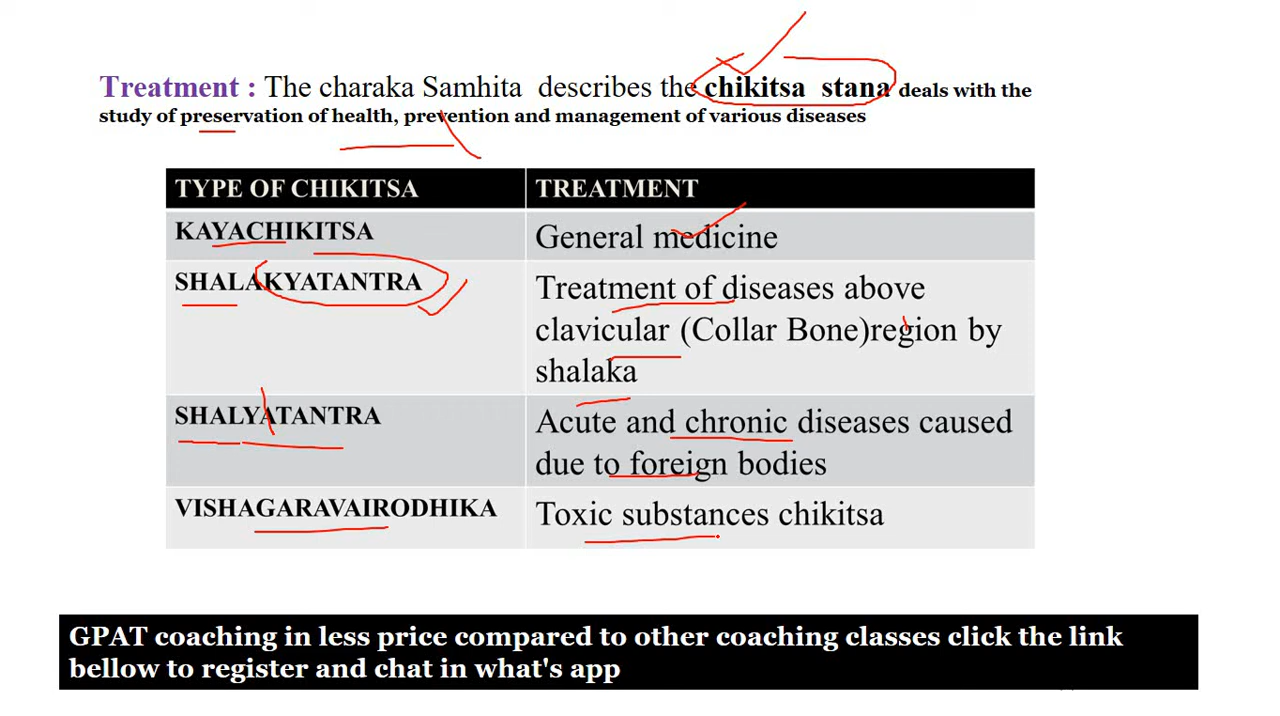 Treatment : The charaka Samhita describes the chikitsa stana deals with the
study of preservation of health, prevention and management of various diseases
TYPE OF CHIKITSA TREATMENT
KAYACHIKITSA General medicine
SHALAKYATANTRA Treatment of diseases above
clavicular (Collar Bone)region by
shalaka
SHALYATANTRA Acute and chronic diseases caused
due to foreign bodies
VISHAGARAVAIRODHIKA Toxic substances chikitsa
GPAT coaching in less price compared to other coaching classes click the link
bellow to register and chat in what's app